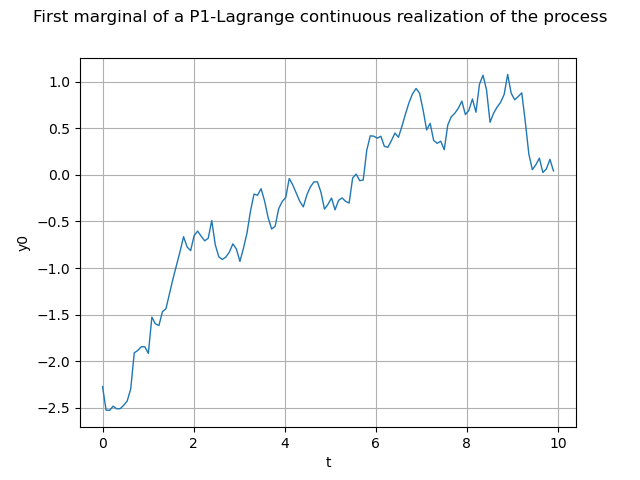 First marginal of a P1-Lagrange continuous realization of the process
1.0
0.5
0.0
−0.5
−1.0
−1.5
−2.0
−2.5
y0
0 2 4 6 8 10
t